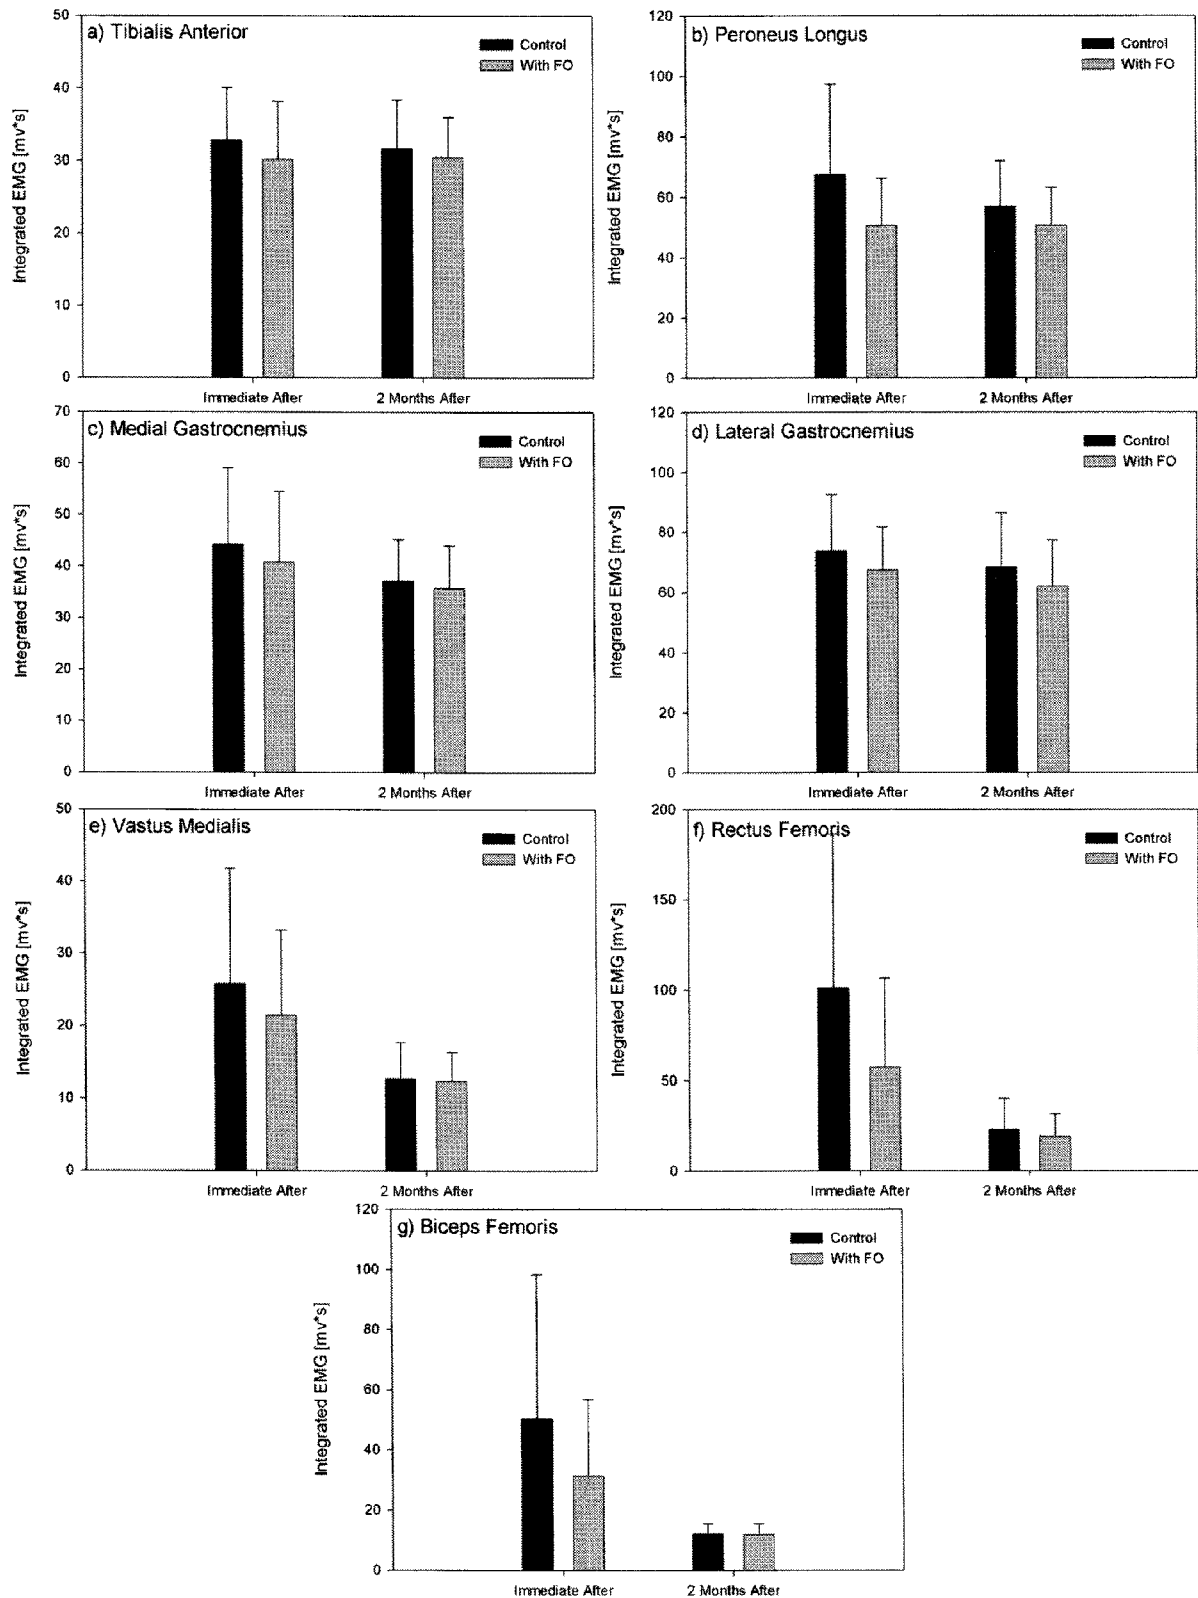 a) Tibialis Anterior
Control
With FO
Integrated EMG [mv*s]
50
40
30
20
10
0
Immediate After
2 Months After
b) Peroneus Longus
Control
With FO
Integrated EMG [mv*s]
120
100
80
60
40
20
0
Immediate After
2 Months After
c) Medial Gastrocnemius
Control
With FO
Integrated EMG [mv*s]
70
60
50
40
30
20
10
0
Immediate After
2 Months After
d) Lateral Gastrocnemius
Control
With FO
Integrated EMG [mv*s]
120
100
80
60
40
20
0
Immediate After
2 Months After
e) Vastus Medialis
Control
With FO
Integrated EMG [mv*s]
50
40
30
20
10
0
Immediate After
2 Months After
f) Rectus Femoris
Control
With FO
Integrated EMG [mv*s]
200
150
100
50
0
Immediate After
2 Months After
g) Biceps Femoris
Control
With FO
Integrated EMG [mv*s]
120
100
80
60
40
20
0
Immediate After
2 Months After